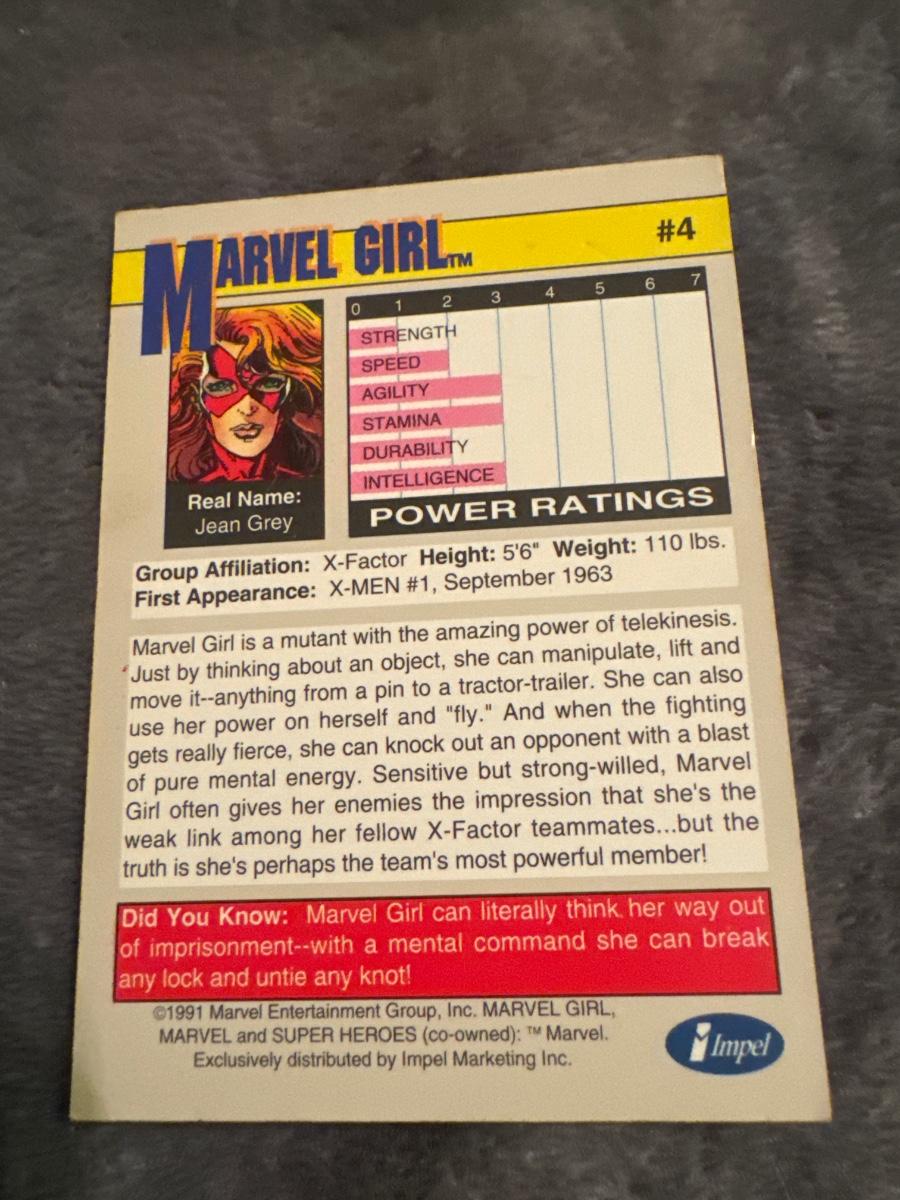 MARVEL GIRL™
#4
0 1 2 3 4 5 6 7
STRENGTH
SPEED
AGILITY
STAMINA
DURABILITY
INTELLIGENCE
POWER RATINGS
Real Name:
Jean Grey
Group Affiliation: X-Factor Height: 5'6" Weight: 110 lbs.
First Appearance: X-MEN #1, September 1963
Marvel Girl is a mutant with the amazing power of telekinesis.
Just by thinking about an object, she can manipulate, lift and
move it--anything from a pin to a tractor-trailer. She can also
use her power on herself and "fly." And when the fighting
gets really fierce, she can knock out an opponent with a blast
of pure mental energy. Sensitive but strong-willed, Marvel
Girl often gives her enemies the impression that she's the
weak link among her fellow X-Factor teammates...but the
truth is she's perhaps the team's most powerful member!
Did You Know: Marvel Girl can literally think her way out
of imprisonment--with a mental command she can break
any lock and untie any knot!
©1991 Marvel Entertainment Group, Inc. MARVEL GIRL,
MARVEL and SUPER HEROES (co-owned): ™ Marvel.
Exclusively distributed by Impel Marketing Inc.
Impel